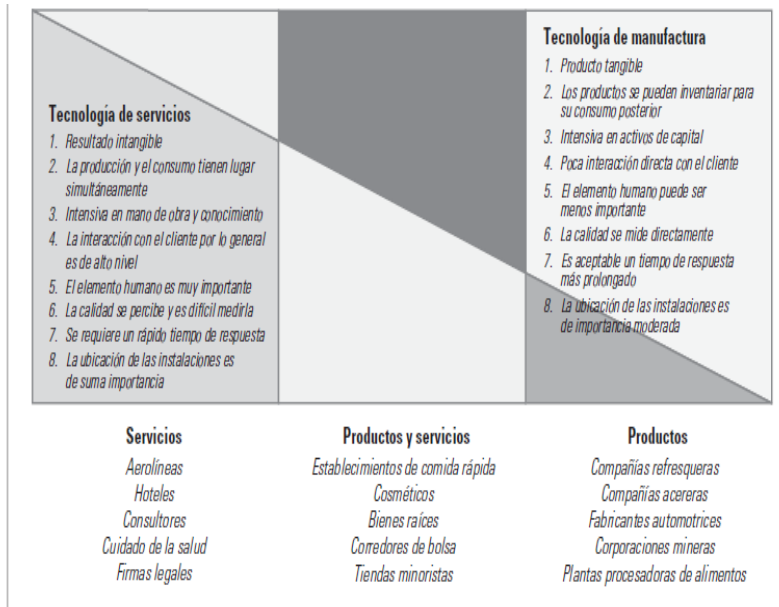 Tecnología de servicios
1. Resultado intangible
2. La producción y el consumo tienen lugar
simultáneamente
3. Intensiva en mano de obra y conocimiento
4. La interacción con el cliente por lo general
es de alto nivel
5. El elemento humano es muy importante
6. La calidad se percibe y es difícil medirla
7. Se requiere un rápido tiempo de respuesta
8. La ubicación de las instalaciones es
de suma importancia
Tecnología de manufactura
1. Producto tangible
2. Los productos se pueden inventariar para
su consumo posterior
3. Intensiva en activos de capital
4. Poca interacción directa con el cliente
5. El elemento humano puede ser
menos importante
6. La calidad se mide directamente
7. Es aceptable un tiempo de respuesta
más prolongado
8. La ubicación de las instalaciones es
de importancia moderada
Servicios
Aerolíneas
Hoteles
Consultores
Cuidado de la salud
Firmas legales
Productos y servicios
Establecimientos de comida rápida
Cosméticos
Bienes raíces
Corredores de bolsa
Tiendas minoristas
Productos
Compañías refresqueras
Compañías acereras
Fabricantes automotrices
Corporaciones mineras
Plantas procesadoras de alimentos